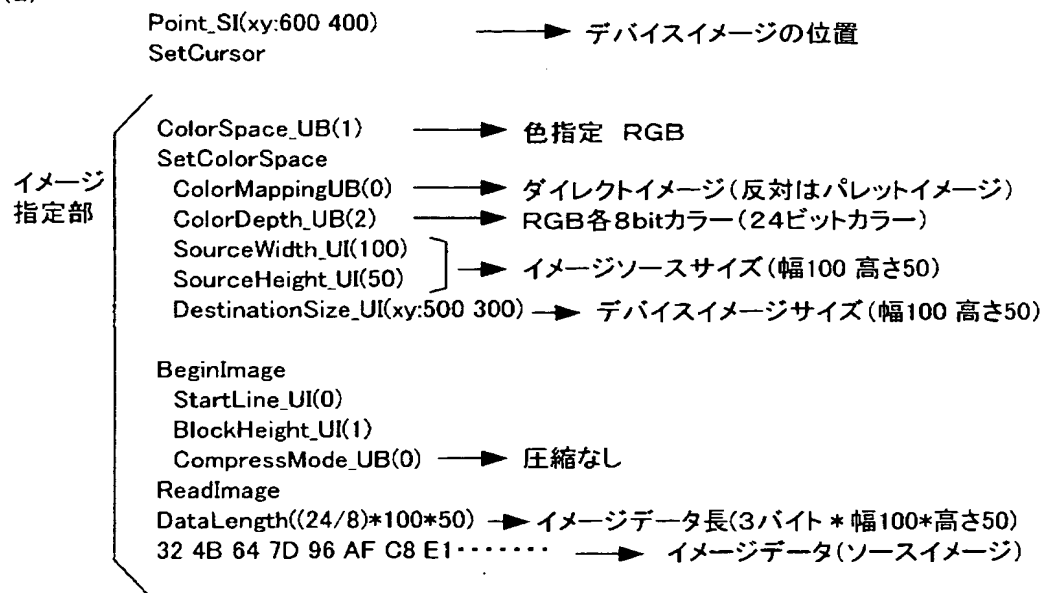 Point_SI(xy:600 400) → デバイスイメージの位置
SetCursor
イメージ
指定部
ColorSpace_UB(1) → 色指定 RGB
SetColorSpace
ColorMappingUB(0) → ダイレクトイメージ(反対はパレットイメージ)
ColorDepth_UB(2) → RGB各8bitカラー(24ビットカラー)
SourceWidth_UI(100)
SourceHeight_UI(50) → イメージソースサイズ(幅100 高さ50)
DestinationSize_UI(xy:500 300) → デバイスイメージサイズ(幅100 高さ50)
BeginImage
StartLine_UI(0)
BlockHeight_UI(1)
CompressMode_UB(0) → 圧縮なし
ReadImage
DataLength((24/8)*100*50) → イメージデータ長(3バイト*幅100*高さ50)
32 4B 64 7D 96 AF C8 E1‥‥‥‥ → イメージデータ(ソースイメージ)